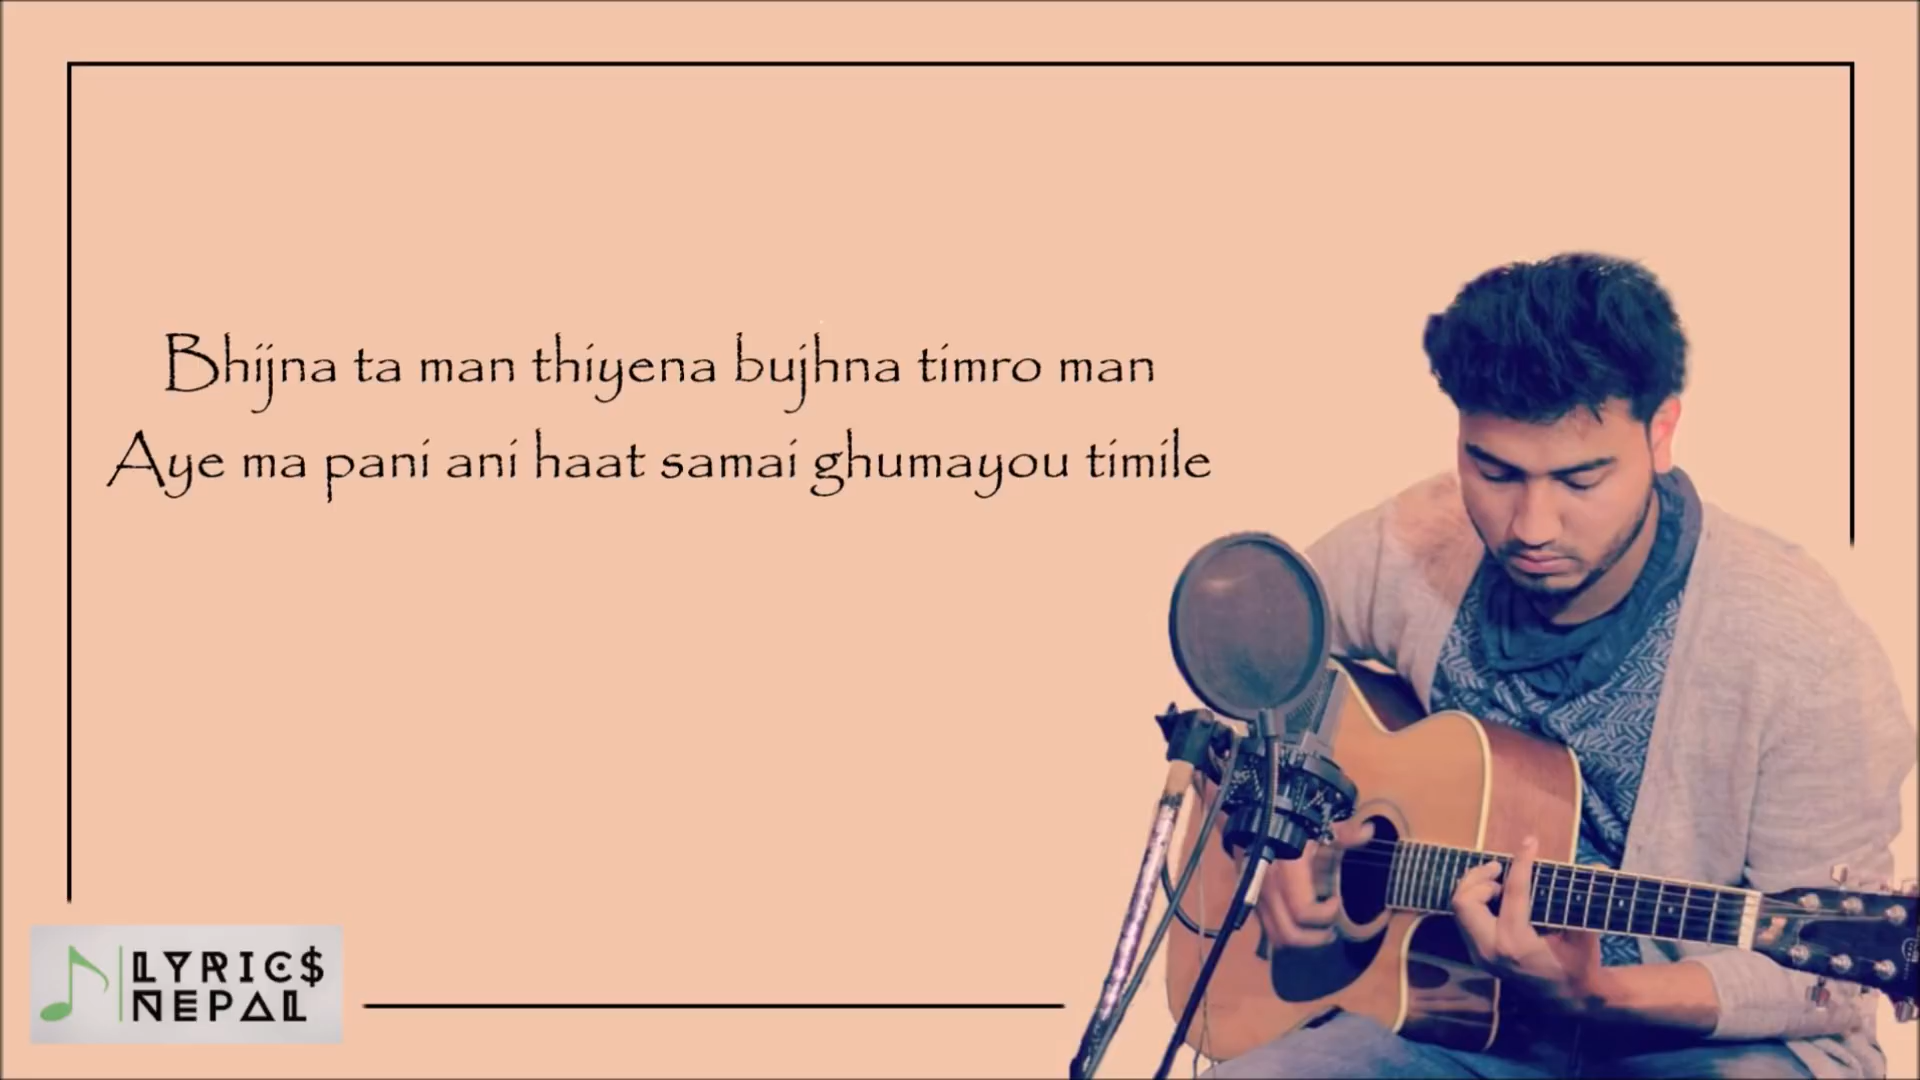 Bhijna ta man thiyena bujhna timro man
Aye ma pani ani haat samai ghumayou timile
LYRIC$
NEPAL